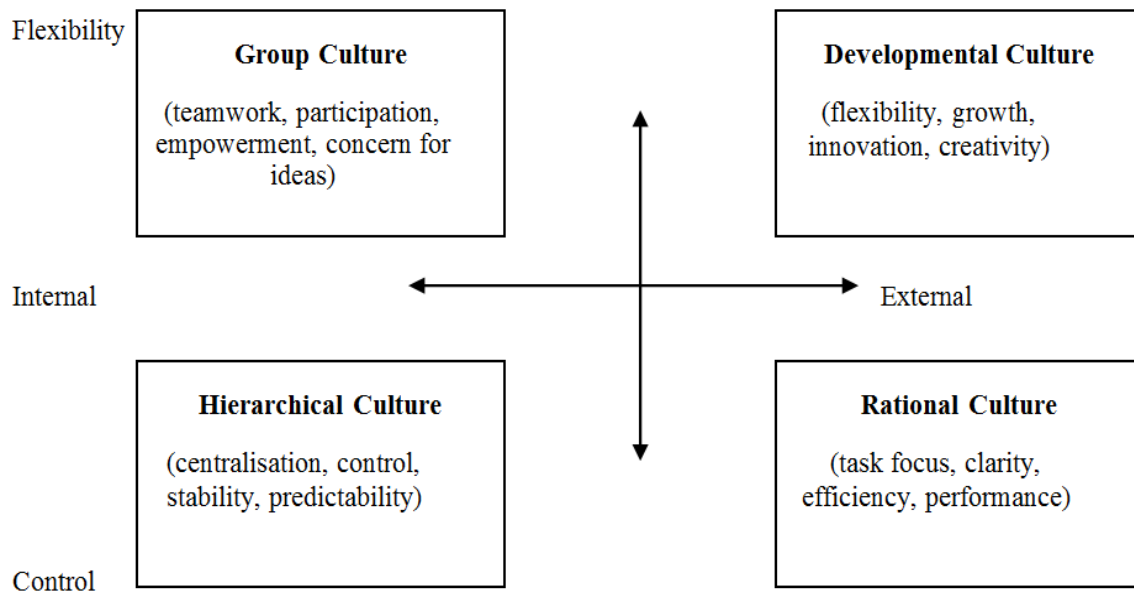 Flexibility
Group Culture
(teamwork, participation,
empowerment, concern for
ideas)
Developmental Culture
(flexibility, growth,
innovation, creativity)
Internal
External
Hierarchical Culture
(centralisation, control,
stability, predictability)
Rational Culture
(task focus, clarity,
efficiency, performance)
Control